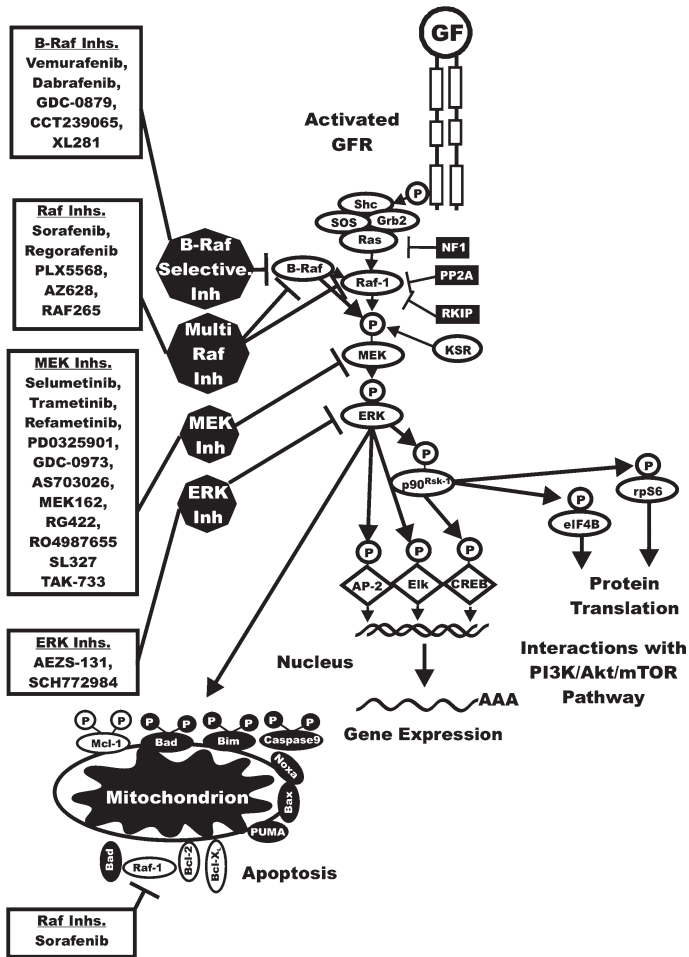 B-Raf Inhs.
Vemurafenib,
Dabrafenib,
GDC-0879,
CCT239065,
XL281
GF
Activated
GFR
P
Shc
SOS
Grb2
Ras
NF1
Raf Inhs.
Sorafenib,
Regorafenib
PLX5568,
AZ628,
RAF265
B-Raf
Selective.
Inh
B-Raf
Raf-1
PP2A
RKIP
Multi
Raf
Inh
P
MEK
KSR
MEK Inhs.
Selumetinib,
Trametinib,
Refametinib,
PD0325901,
GDC-0973,
AS703026,
MEK162,
RG422,
RO4987655
SL327
TAK-733
MEK
Inh
P
ERK
ERK
Inh
P
p90Rsk-1
P
rpS6
P
eIF4B
P
P
P
AP-2
Elk
CREB
Protein
Translation
ERK Inhs.
AEZS-131,
SCH772984
Nucleus
Interactions with
PI3K/Akt/mTOR
Pathway
AAA
Gene Expression
P P P P P P P P
Mcl-1
Bad
Bim
Caspase9
Noxa
Mitochondrion
Bax
PUMA
Bad
Raf-1
Bcl-2
Bcl-XL
Apoptosis
Raf Inhs.
Sorafenib